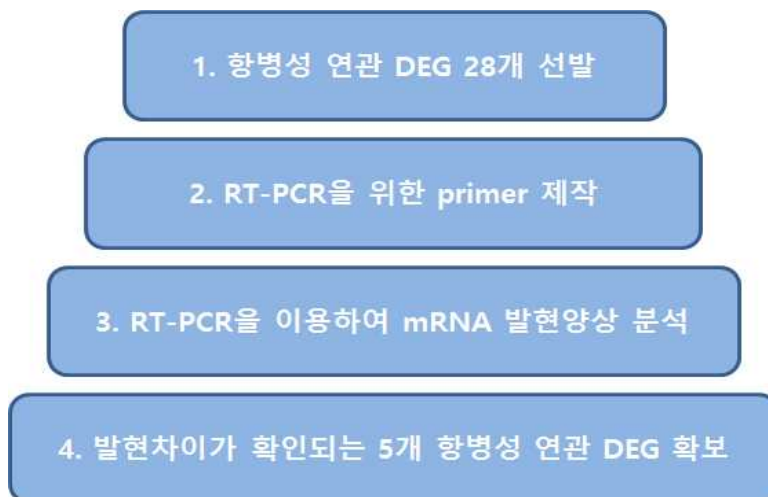 1. 항병성 연관 DEG 28개 선발
2. RT-PCR을 위한 primer 제작
3. RT-PCR을 이용하여 mRNA 발현양상 분석
4. 발현차이가 확인되는 5개 항병성 연관 DEG 확보